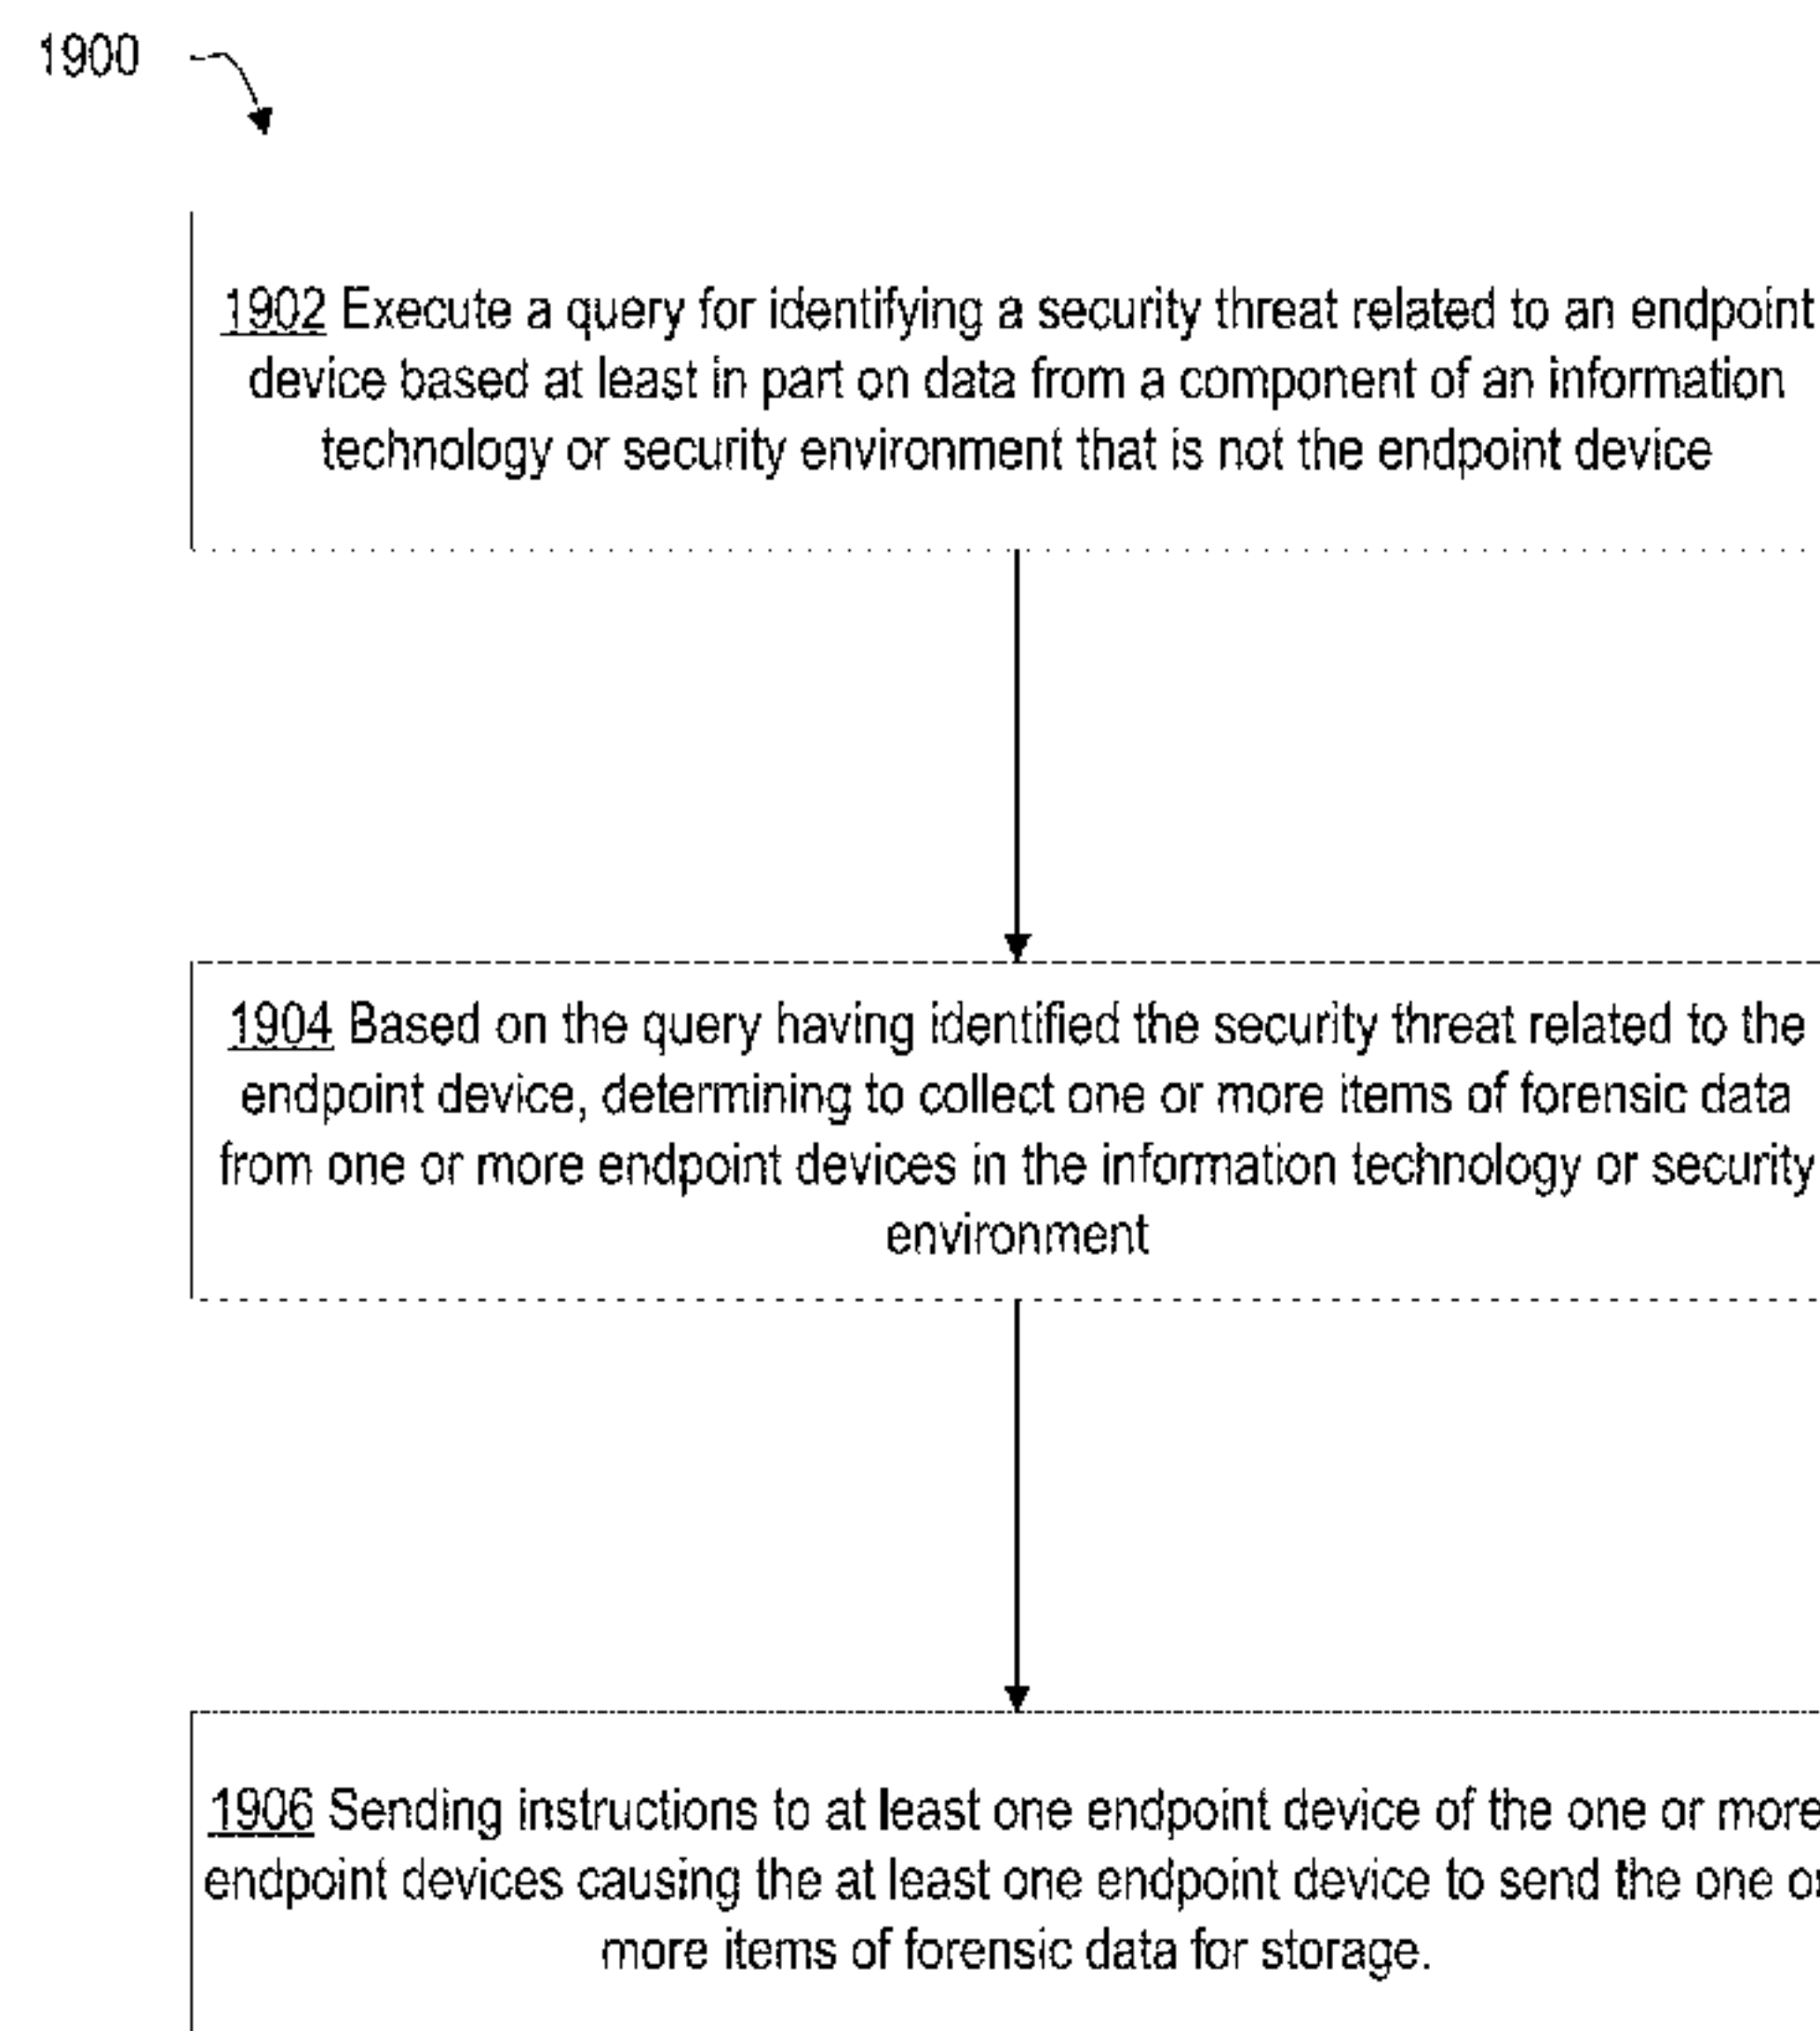 1900
1902 Execute a query for identifying a security threat related to an endpoint
device based at least in part on data from a component of an information
technology or security environment that is not the endpoint device
1904 Based on the query having identified the security threat related to the
endpoint device, determining to collect one or more items of forensic data
from one or more endpoint devices in the information technology or security
environment
1906 Sending instructions to at least one endpoint device of the one or more
endpoint devices causing the at least one endpoint device to send the one or
more items of forensic data for storage.